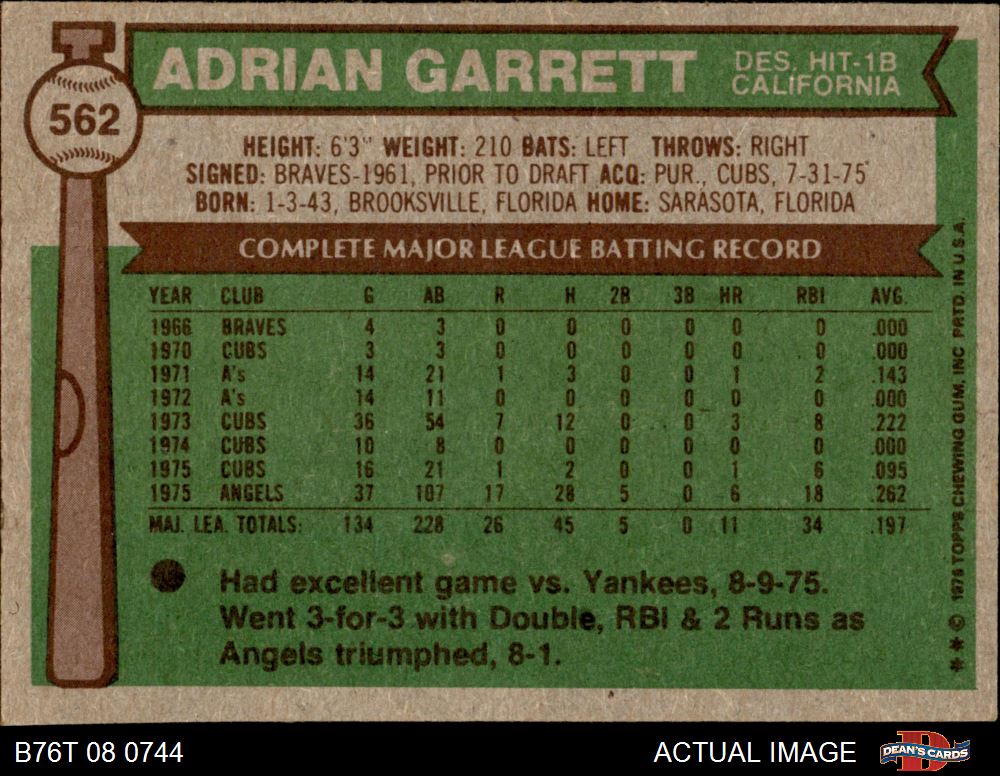 562
ADRIAN GARRETT
DES. HIT-1B
CALIFORNIA
HEIGHT: 6'3" WEIGHT: 210 BATS: LEFT THROWS: RIGHT
SIGNED: BRAVES-1961, PRIOR TO DRAFT ACQ: PUR., CUBS, 7-31-75
BORN: 1-3-43, BROOKSVILLE, FLORIDA HOME: SARASOTA, FLORIDA
COMPLETE MAJOR LEAGUE BATTING RECORD
YEAR CLUB G AB R H 2B 3B HR RBI AVG.
1966 BRAVES 4 3 0 0 0 0 0 0 .000
1970 CUBS 3 3 0 0 0 0 0 0 .000
1971 A's 14 21 1 3 0 0 1 2 .143
1972 A's 14 11 0 0 0 0 0 0 .000
1973 CUBS 36 54 7 12 0 0 3 8 .222
1974 CUBS 10 8 0 0 0 0 0 0 .000
1975 CUBS 16 21 1 2 0 0 1 6 .095
1975 ANGELS 37 107 17 28 5 0 6 18 .262
MAJ. LEA. TOTALS: 134 228 26 45 5 0 11 34 .197
Had excellent game vs. Yankees, 8-9-75.
Went 3-for-3 with Double, RBI & 2 Runs as
Angels triumphed, 8-1.
** © 1976 TOPPS CHEWING GUM, INC PRTD. IN U.S.A.
B76T 08 0744
ACTUAL IMAGE
DEAN'S CARDS